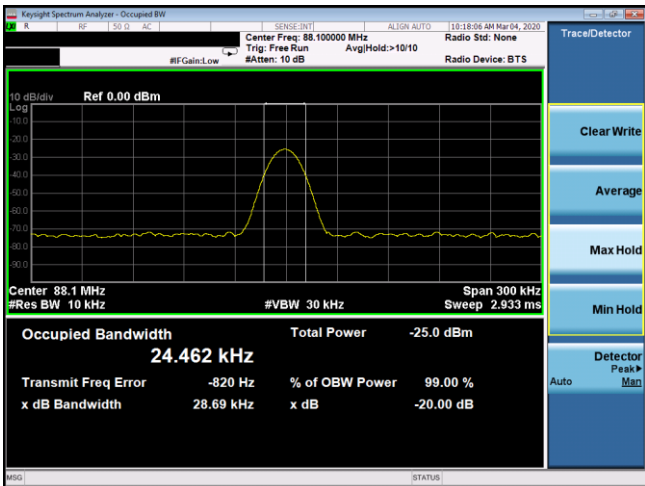 Keysight Spectrum Analyzer - Occupied BW
R RF 50 Ω AC SENSE:INT ALIGN AUTO 10:18:06 AM Mar 04, 2020
Center Freq: 88.100000 MHz Radio Std: None
Trig: Free Run Avg|Hold:>10/10
#IFGain:Low #Atten: 10 dB Radio Device: BTS
Trace/Detector
10 dB/div Ref 0.00 dBm
Log
-10.0
-20.0
-30.0
-40.0
-50.0
-60.0
-70.0
-80.0
-90.0
Center 88.1 MHz Span 300 kHz
#Res BW 10 kHz #VBW 30 kHz Sweep 2.933 ms
Occupied Bandwidth Total Power -25.0 dBm
24.462 kHz
Transmit Freq Error -820 Hz % of OBW Power 99.00 %
x dB Bandwidth 28.69 kHz x dB -20.00 dB
Clear Write
Average
Max Hold
Min Hold
Detector
Peak▶
Auto Man
MSG STATUS